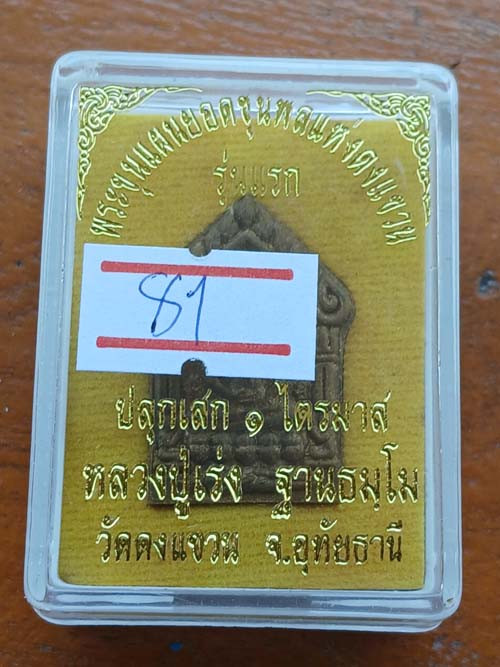 พระขุนแผนยอดขุนพลแห่งดงแขวน
รุ่นแรก
81
ปลุกเสก ๑ ไตรมาส
หลวงปู่เร่ง ฐานธมฺโม
วัดดงแขวน จ.อุทัยธานี